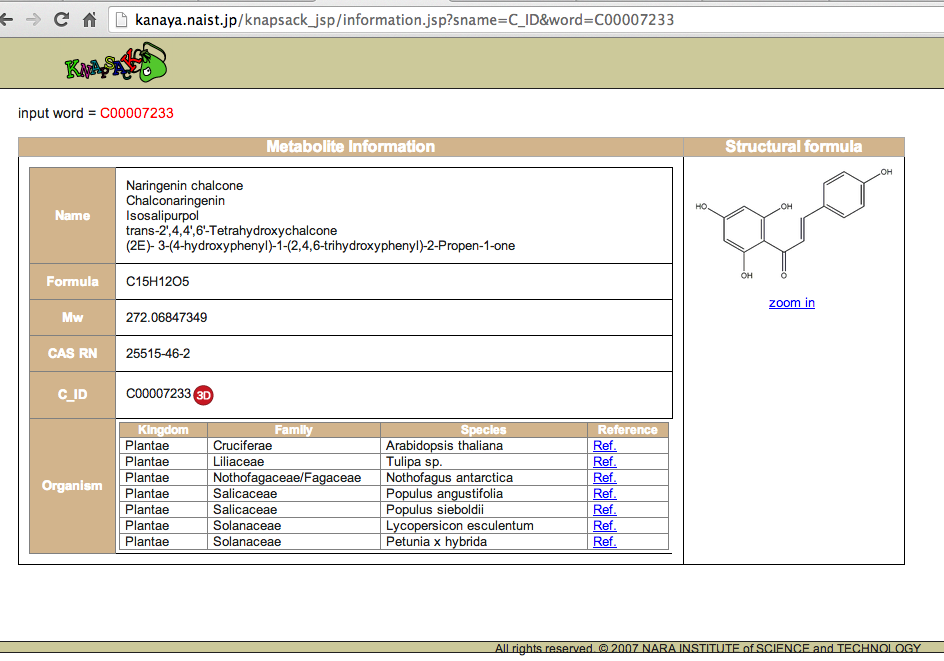 kanaya.naist.jp/knapsack_jsp/information.jsp?sname=C_ID&word=C00007233
KNApSAcK
input word = C00007233
Metabolite Information
Structural formula
Name
Naringenin chalcone
Chalconaringenin
Isosalipurpol
trans-2',4,4',6'-Tetrahydroxychalcone
(2E)- 3-(4-hydroxyphenyl)-1-(2,4,6-trihydroxyphenyl)-2-Propen-1-one
OH
HO
OH
OH
O
zoom in
Formula C15H12O5
Mw 272.06847349
CAS RN 25515-46-2
C_ID C00007233 3D
Organism
Kingdom Family Species Reference
Plantae Cruciferae Arabidopsis thaliana Ref.
Plantae Liliaceae Tulipa sp. Ref.
Plantae Nothofagaceae/Fagaceae Nothofagus antarctica Ref.
Plantae Salicaceae Populus angustifolia Ref.
Plantae Salicaceae Populus sieboldii Ref.
Plantae Solanaceae Lycopersicon esculentum Ref.
Plantae Solanaceae Petunia x hybrida Ref.
All rights reserved. © 2007 NARA INSTITUTE of SCIENCE and TECHNOLOGY